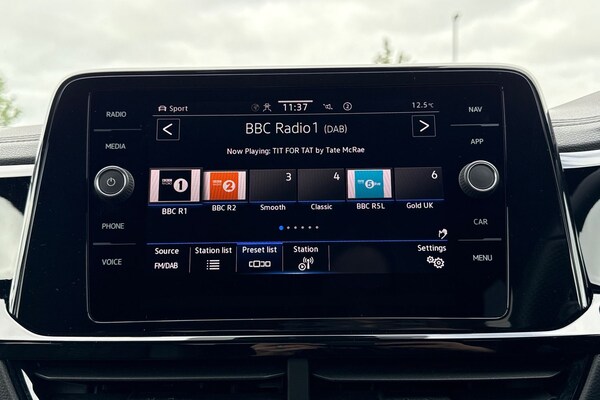 RADIO
MEDIA
PHONE
VOICE
Sport
11:37
12.5°C
BBC Radio1 (DAB)
Now Playing: TIT FOR TAT by Tate McRae
1
2
3
4
5
6
BBC R1
BBC R2
Smooth
Classic
BBC R5L
Gold UK
Source
FM/DAB
Station list
Preset list
Station
Settings
NAV
APP
CAR
MENU